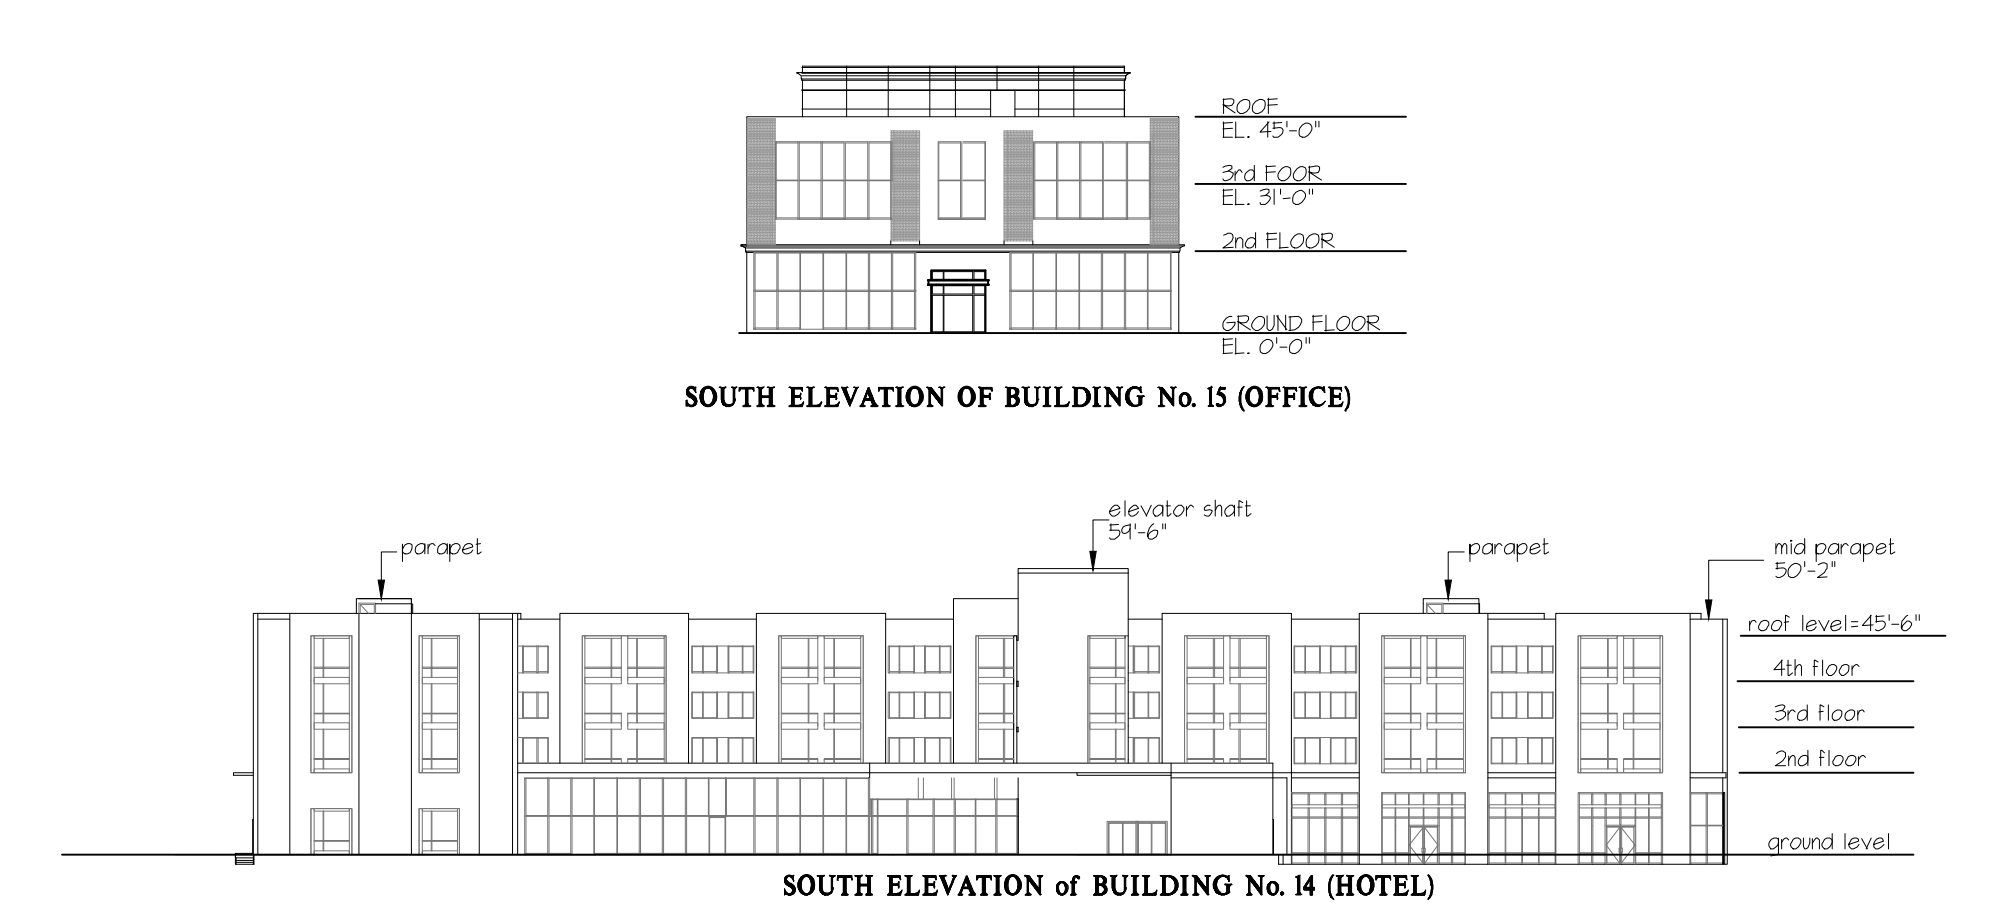 ROOF
EL. 45'-0"
3rd FOOR
EL. 31'-0"
2nd FLOOR
GROUND FLOOR
EL. 0'-0"
SOUTH ELEVATION OF BUILDING No. 15 (OFFICE)
elevator shaft
59'-6"
parapet
parapet
mid parapet
50'-2"
roof level=45'-6"
4th floor
3rd floor
2nd floor
ground level
SOUTH ELEVATION of BUILDING No. 14 (HOTEL)